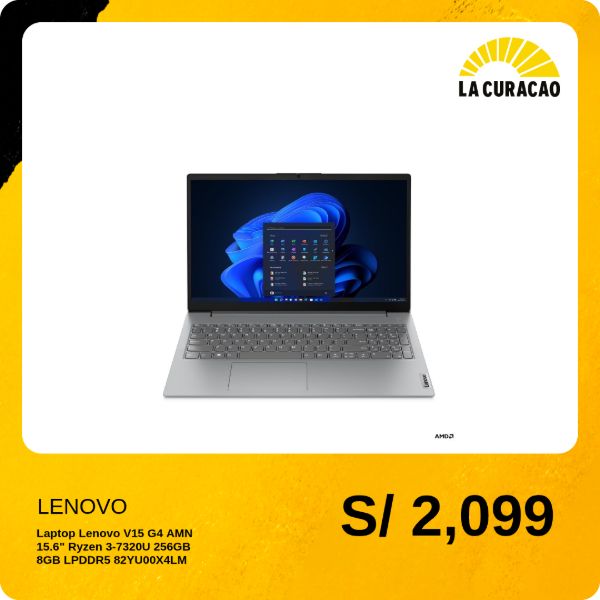 LA CURACAO
Lenovo
AMD
LENOVO
S/ 2,099
Laptop Lenovo V15 G4 AMN
15.6" Ryzen 3-7320U 256GB
8GB LPDDR5 82YU00X4LM